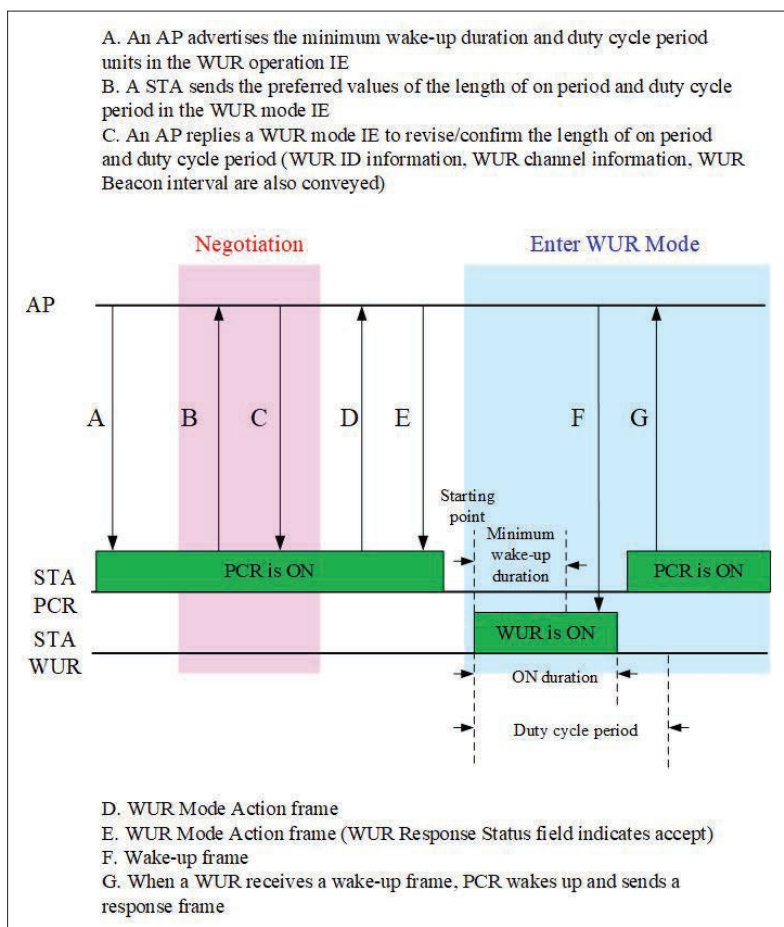 A. An AP advertises the minimum wake-up duration and duty cycle period
units in the WUR operation IE
B. A STA sends the preferred values of the length of on period and duty cycle
period in the WUR mode IE
C. An AP replies a WUR mode IE to revise/confirm the length of on period
and duty cycle period (WUR ID information, WUR channel information, WUR
Beacon interval are also conveyed)
Negotiation
Enter WUR Mode
AP
A
B
C
D
E
F
G
Starting
point
Minimum
wake-up
duration
STA
PCR
PCR is ON
PCR is ON
STA
WUR
WUR is ON
ON duration
Duty cycle period
D. WUR Mode Action frame
E. WUR Mode Action frame (WUR Response Status field indicates accept)
F. Wake-up frame
G. When a WUR receives a wake-up frame, PCR wakes up and sends a
response frame